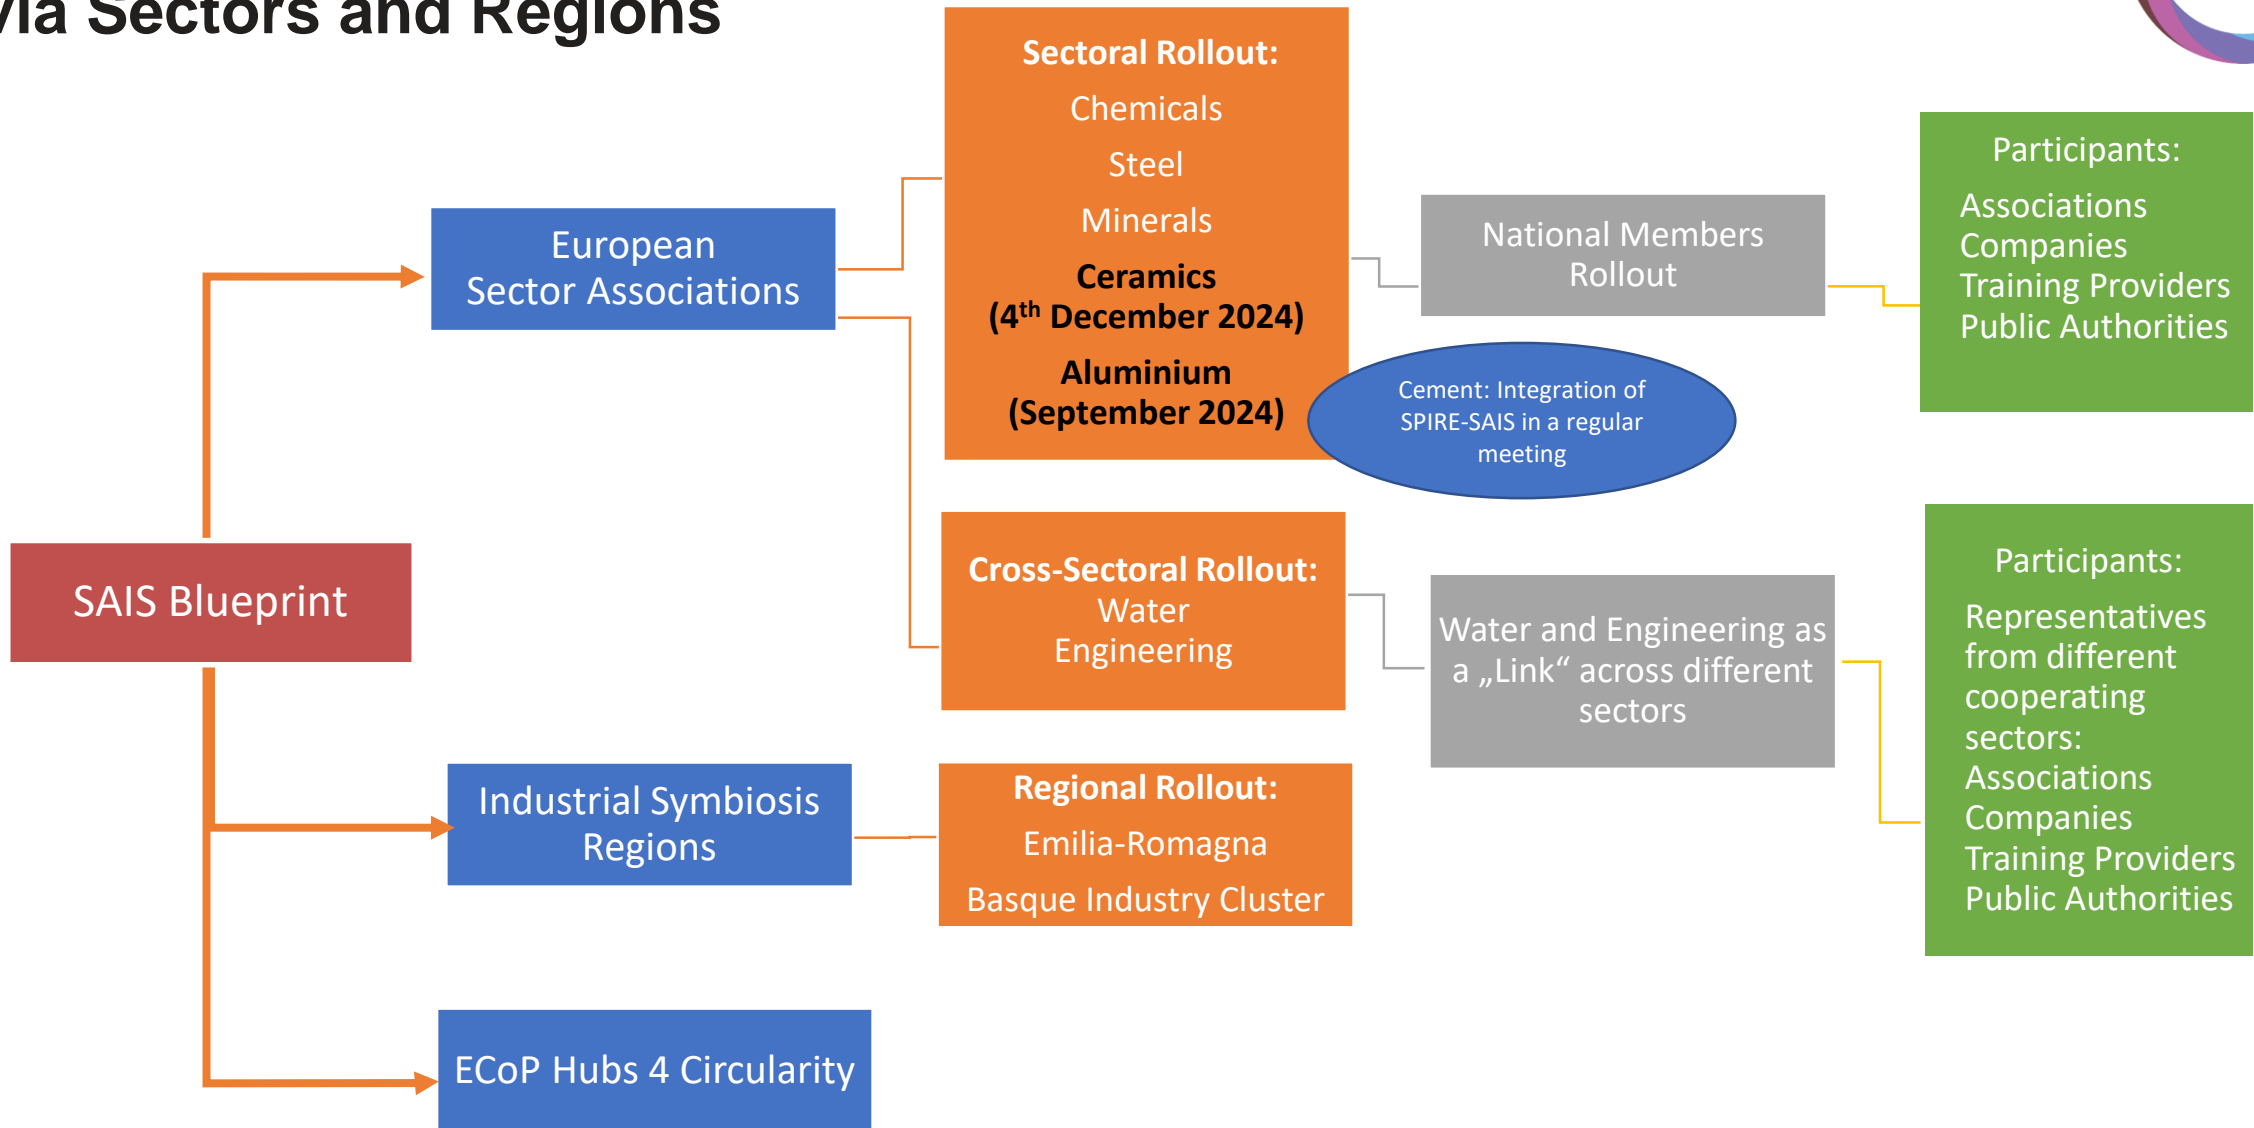 via Sectors and Regions
Sectoral Rollout:
Chemicals
Steel
Minerals
Ceramics
(4th December 2024)
Aluminium
(September 2024)
European
Sector Associations
National Members
Rollout
Participants:
Associations
Companies
Training Providers
Public Authorities
Cement: Integration of
SPIRE-SAIS in a regular
meeting
SAIS Blueprint
Cross-Sectoral Rollout:
Water
Engineering
Water and Engineering as
a „Link“ across different
sectors
Participants:
Representatives
from different
cooperating
sectors:
Associations
Companies
Training Providers
Public Authorities
Industrial Symbiosis
Regions
Regional Rollout:
Emilia-Romagna
Basque Industry Cluster
ECoP Hubs 4 Circularity